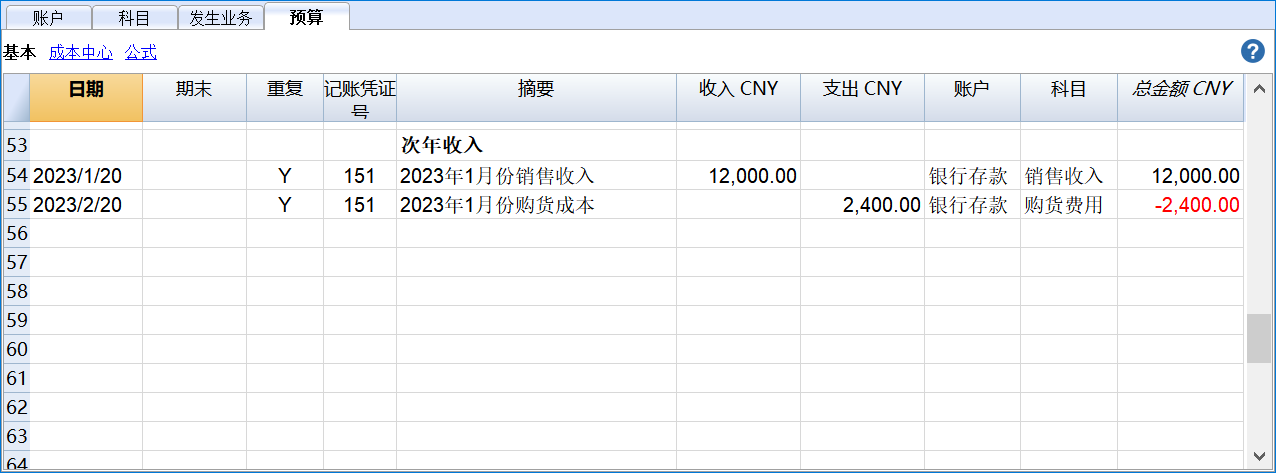 账户 科目 发生业务 预算
基本 成本中心 公式 ?
日期 期末 重复 记账凭证号 摘要 收入 CNY 支出 CNY 账户 科目 总金额 CNY
53 次年收入
54 2023/1/20 Y 151 2023年1月份销售收入 12,000.00 银行存款 销售收入 12,000.00
55 2023/2/20 Y 151 2023年1月份购货成本 2,400.00 银行存款 购货费用 -2,400.00
56
57
58
59
60
61
62
63
64